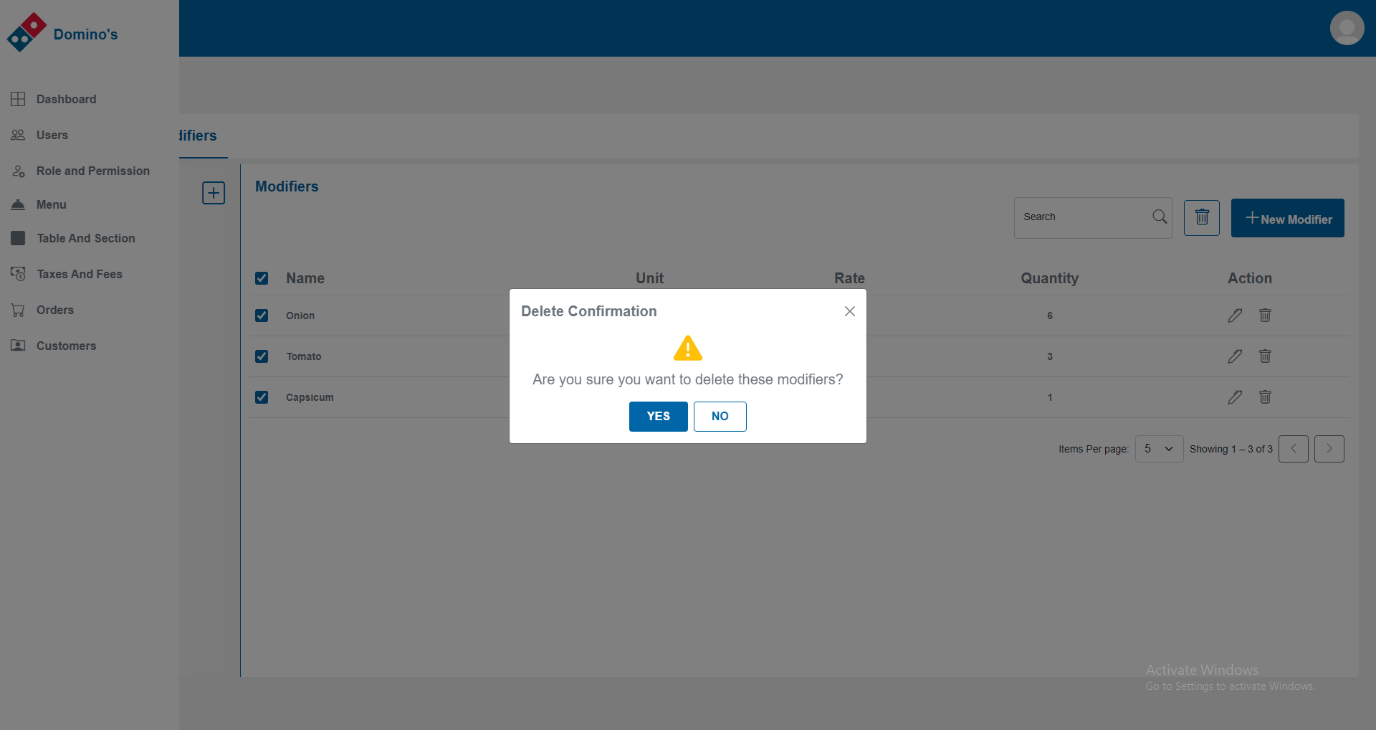 Domino's
Dashboard
Users
Role and Permission
Menu
Table And Section
Taxes And Fees
Orders
Customers
difiers
Modifiers
Search
New Modifier
Name Unit Rate Quantity Action
Onion 6
Tomato 3
Capsicum 1
Delete Confirmation
Are you sure you want to delete these modifiers?
YES NO
Items Per page: 5 Showing 1 – 3 of 3
Activate Windows
Go to Settings to activate Windows.